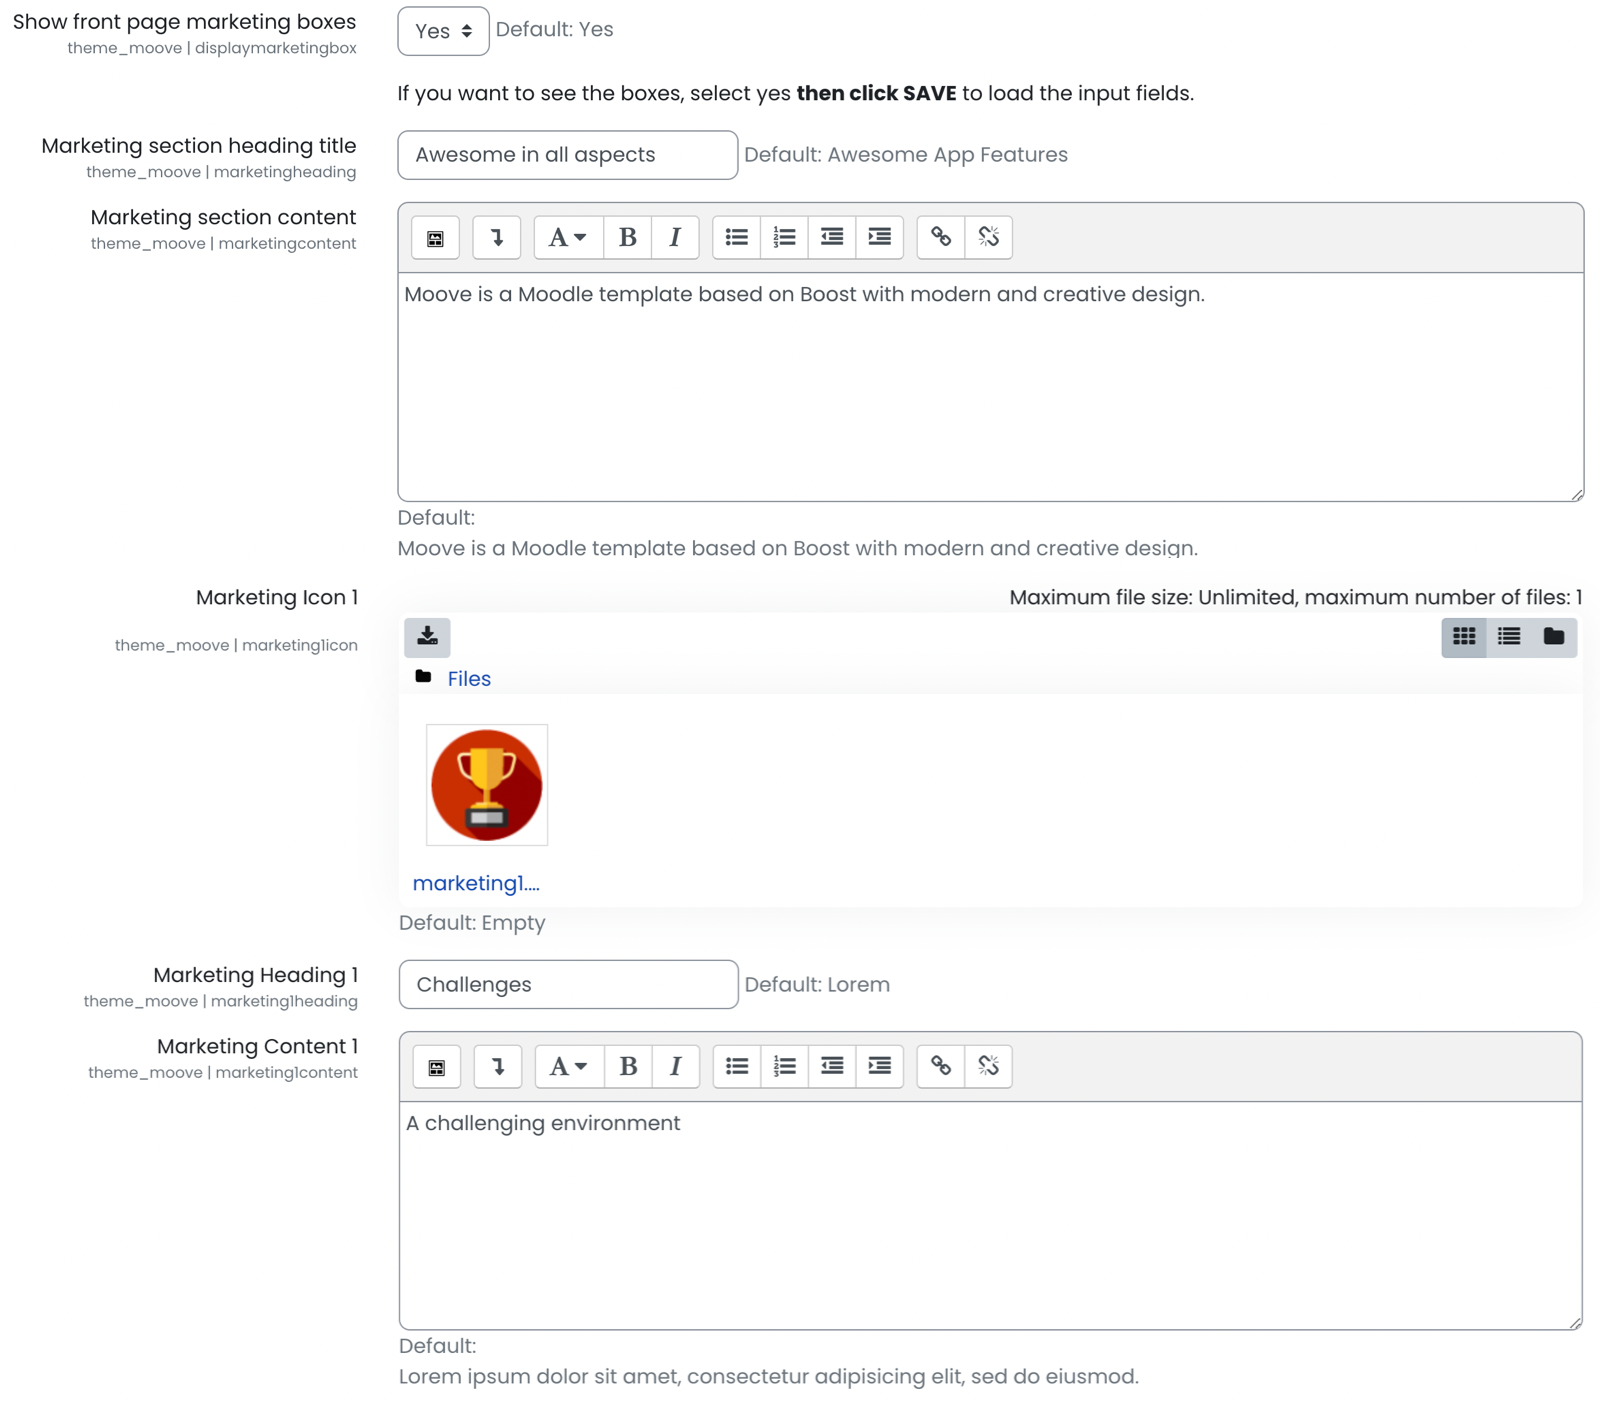 Show front page marketing boxes
theme_moove | displaymarketingbox
Yes Default: Yes
If you want to see the boxes, select yes then click SAVE to load the input fields.
Marketing section heading title
theme_moove | marketingheading
Awesome in all aspects Default: Awesome App Features
Marketing section content
theme_moove | marketingcontent
A B I
Moove is a Moodle template based on Boost with modern and creative design.
Default:
Moove is a Moodle template based on Boost with modern and creative design.
Marketing Icon 1
theme_moove | marketing1icon
Maximum file size: Unlimited, maximum number of files: 1
Files
marketing1....
Default: Empty
Marketing Heading 1
theme_moove | marketing1heading
Challenges Default: Lorem
Marketing Content 1
theme_moove | marketing1content
A B I
A challenging environment
Default:
Lorem ipsum dolor sit amet, consectetur adipisicing elit, sed do eiusmod.